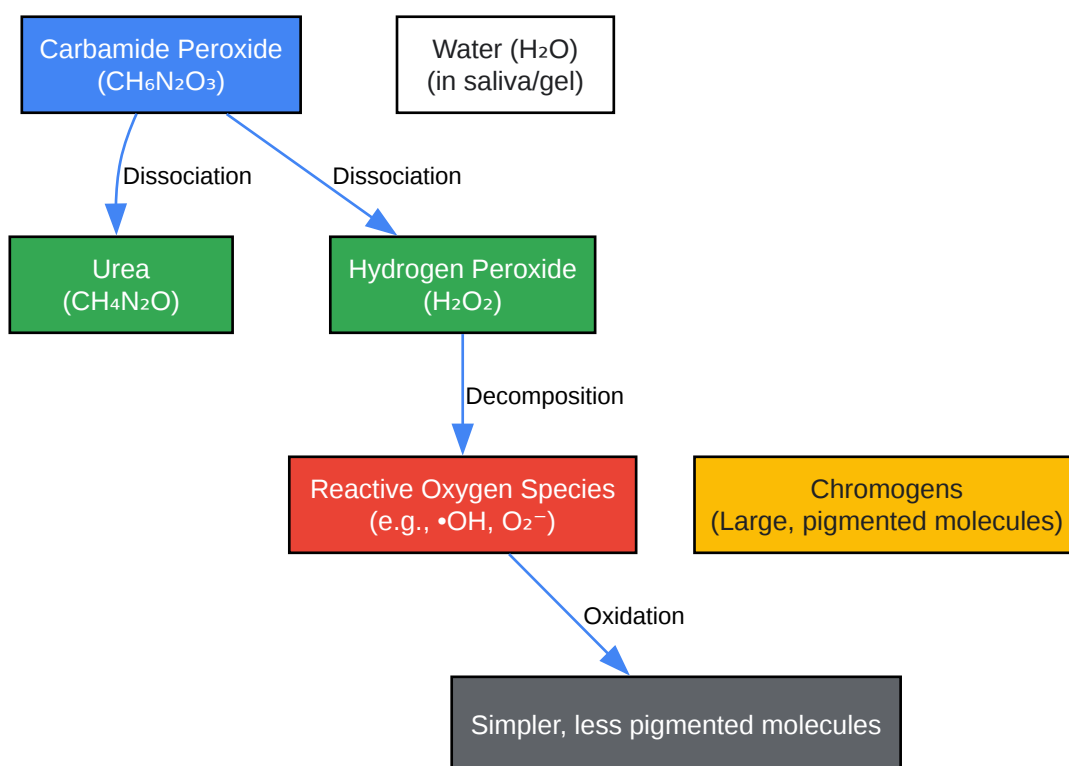 Carbamide Peroxide
(CH₆N₂O₃)
Water (H₂O)
(in saliva/gel)
Dissociation
Dissociation
Urea
(CH₄N₂O)
Hydrogen Peroxide
(H₂O₂)
Decomposition
Reactive Oxygen Species
(e.g., •OH, O₂⁻)
Chromogens
(Large, pigmented molecules)
Oxidation
Simpler, less pigmented molecules